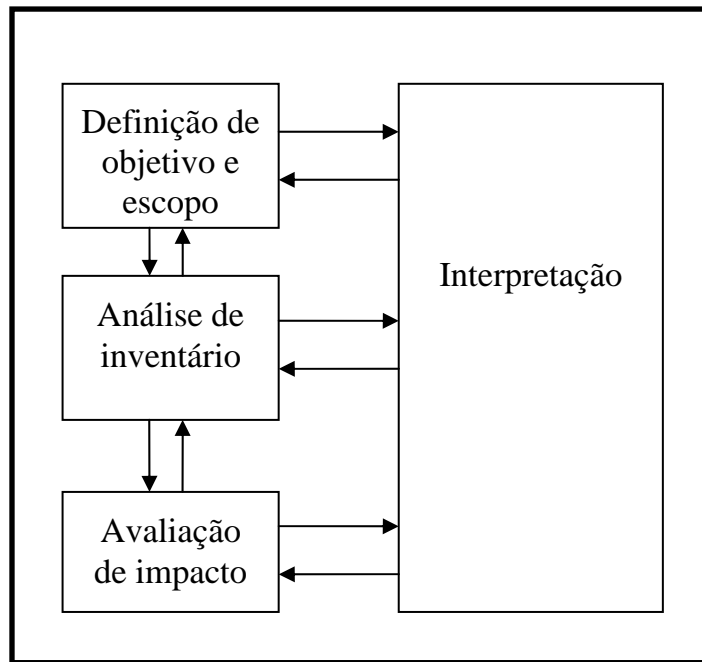 Definição de
objetivo e
escopo
Interpretação
Análise de
inventário
Avaliação
de impacto